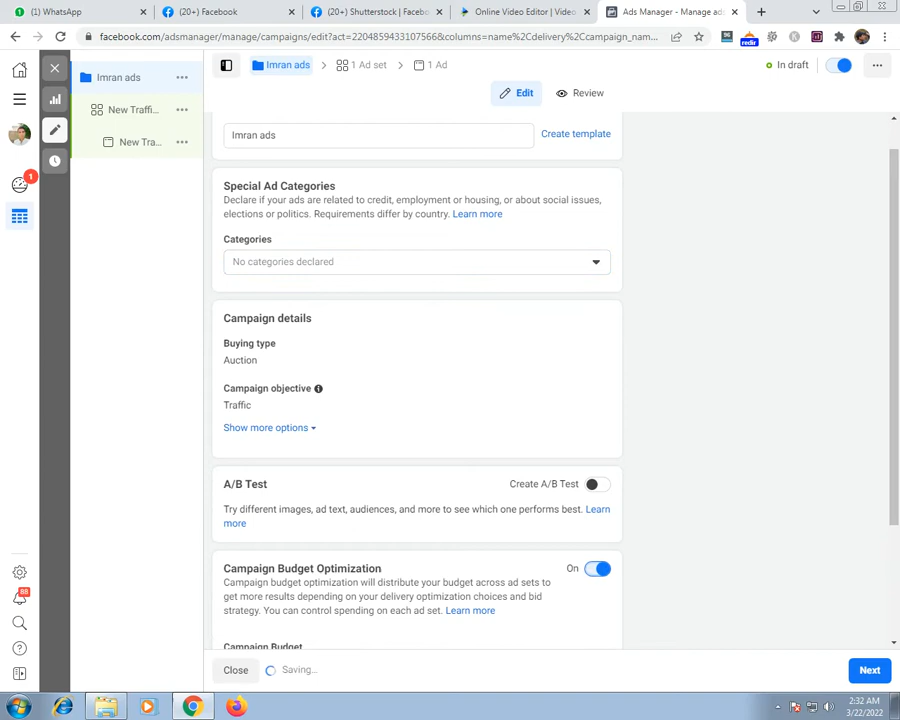 (1) WhatsApp
(20+) Facebook
(20+) Shutterstock | Facebo
Online Video Editor | Video
Ads Manager - Manage ads
facebook.com/adsmanager/manage/campaigns/edit?act=220485943310756​6&columns=name%2Cdelivery%2Ccampaign_nam...
redir
Imran ads
Imran ads
1 Ad set
1 Ad
In draft
Edit
Review
New Traffi...
New Tra...
1
88
Imran ads
Create template
Special Ad Categories
Declare if your ads are related to credit, employment or housing, or about social issues,
elections or politics. Requirements differ by country. Learn more
Categories
No categories declared
Campaign details
Buying type
Auction
Campaign objective
Traffic
Show more options
A/B Test
Create A/B Test
Try different images, ad text, audiences, and more to see which one performs best. Learn
more
Campaign Budget Optimization
On
Campaign budget optimization will distribute your budget across ad sets to
get more results depending on your delivery optimization choices and bid
strategy. You can control spending on each ad set. Learn more
Campaign Budget
Close
Saving...
Next
2:32 AM
3/22/2022